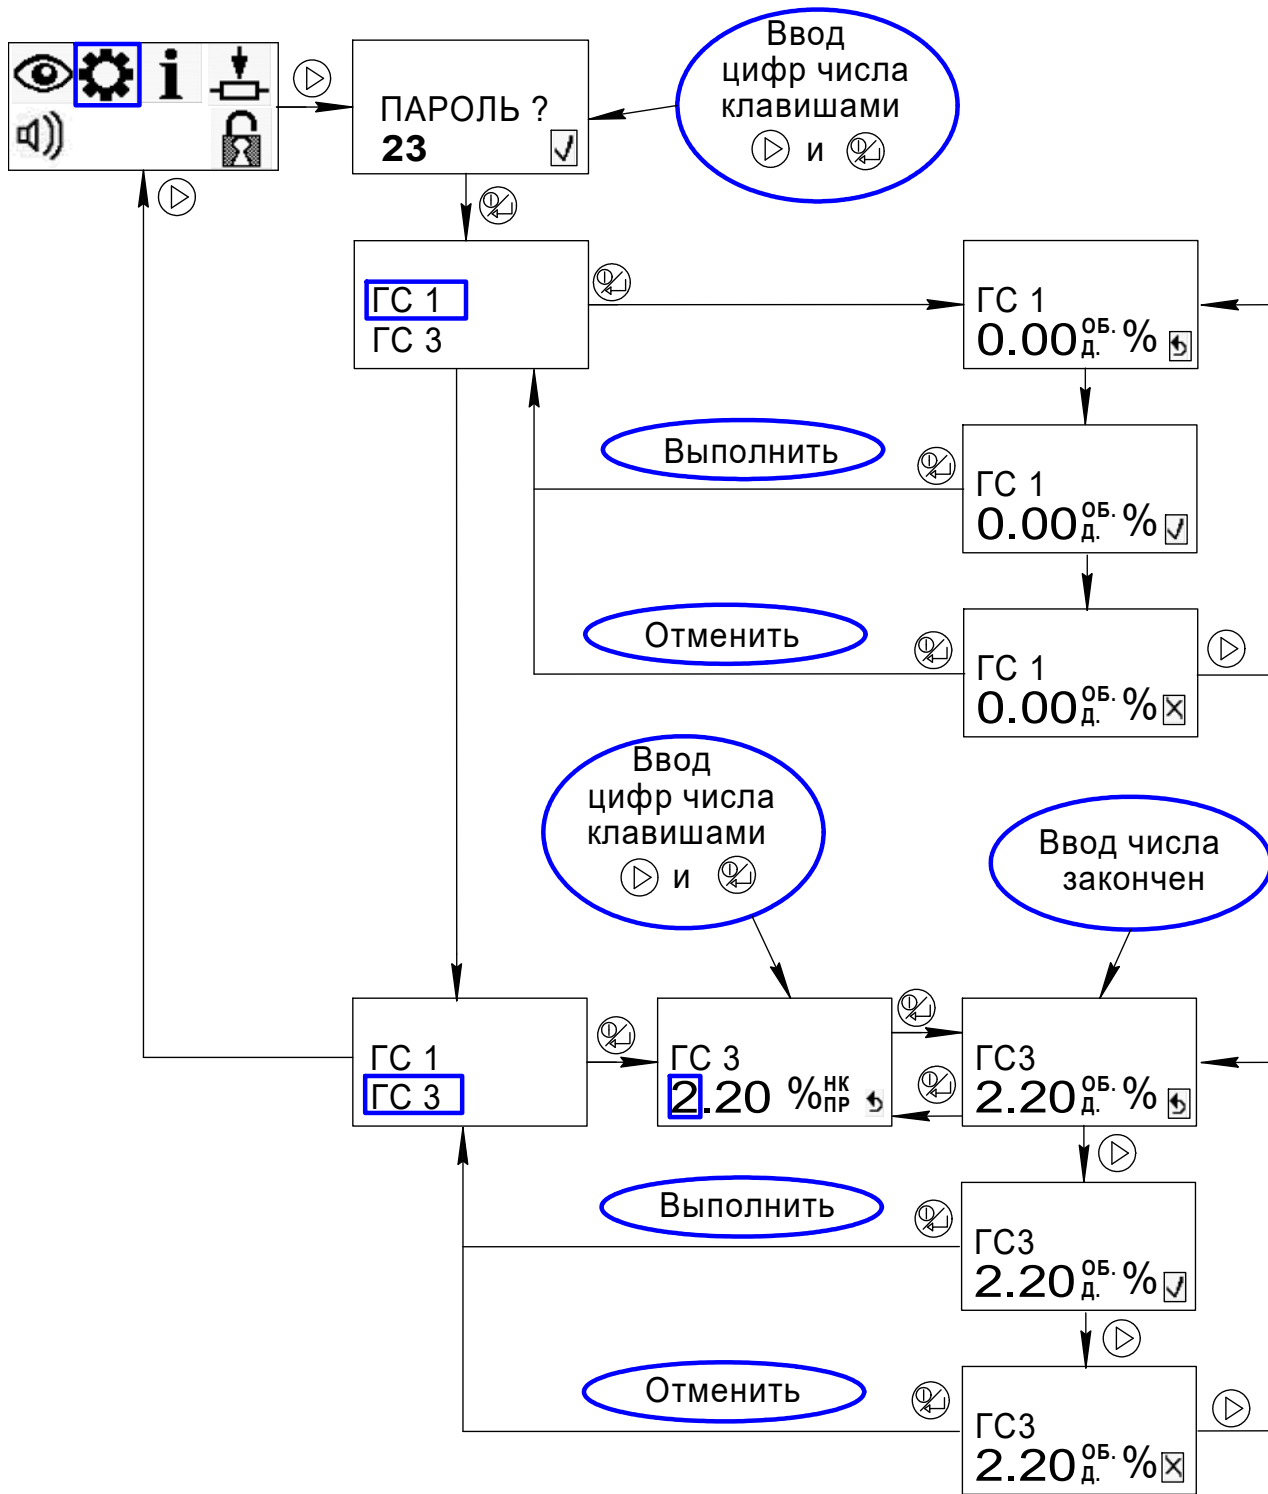 Ввод
цифр числа
клавишами
и
ПАРОЛЬ ?
23
ГС 1
ГС 3
ГС 1
0.00 ОБ. Д. %
Выполнить
ГС 1
0.00 ОБ. Д. %
Отменить
ГС 1
0.00 ОБ. Д. %
Ввод
цифр числа
клавишами
и
Ввод числа
закончен
ГС 1
ГС 3
ГС 3
2.20 % НК ПР
ГС3
2.20 ОБ. Д. %
Выполнить
ГС3
2.20 ОБ. Д. %
Отменить
ГС3
2.20 ОБ. Д. %